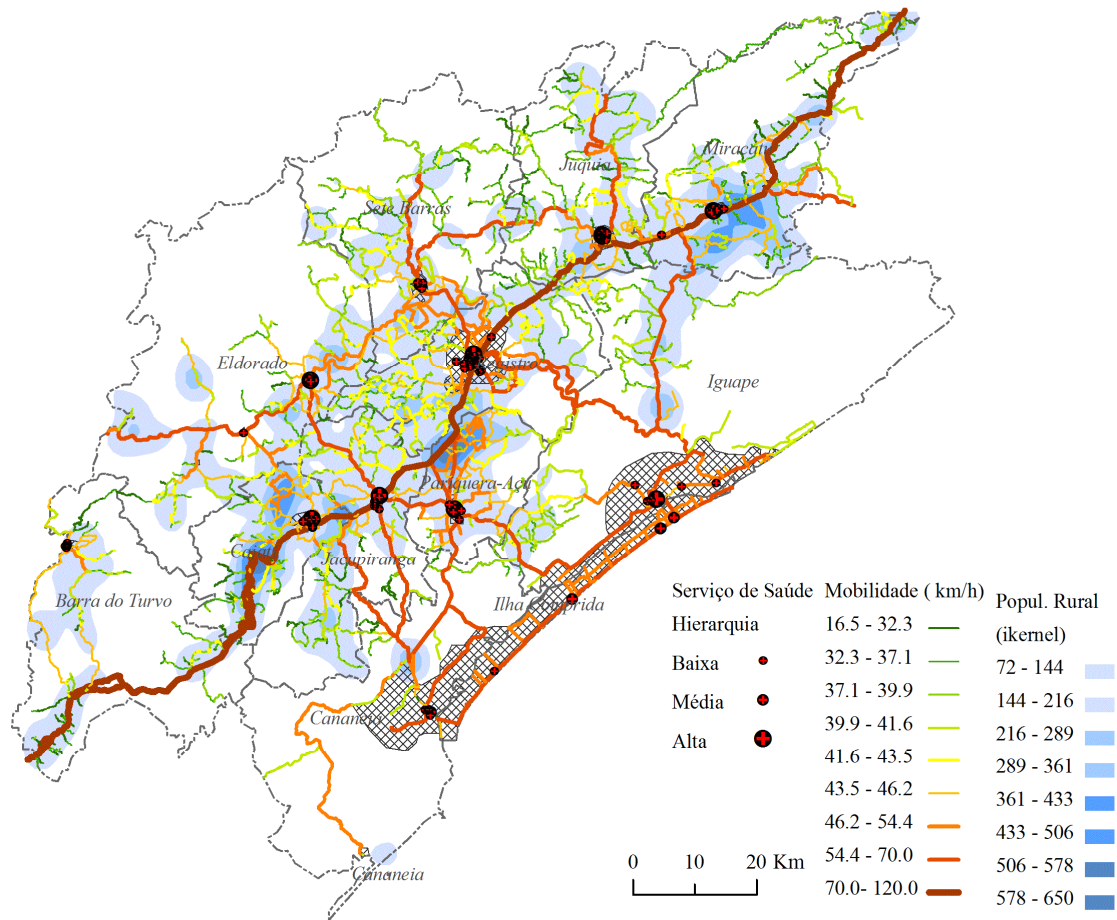 Miracatu
Juquia
Sete Barras
Eldorado
Registro
Iguape
Pariquera-Açu
Cajati
Jacupiranga
Barra do Turvo
Ilha Comprida
Cananeia
Cananeia
Serviço de Saúde
Hierarquia
Baixa
Média
Alta
Mobilidade ( km/h)
16.5 - 32.3
32.3 - 37.1
37.1 - 39.9
39.9 - 41.6
41.6 - 43.5
43.5 - 46.2
46.2 - 54.4
54.4 - 70.0
70.0- 120.0
Popul. Rural
(ikernel)
72 - 144
144 - 216
216 - 289
289 - 361
361 - 433
433 - 506
506 - 578
578 - 650
0 10 20 Km